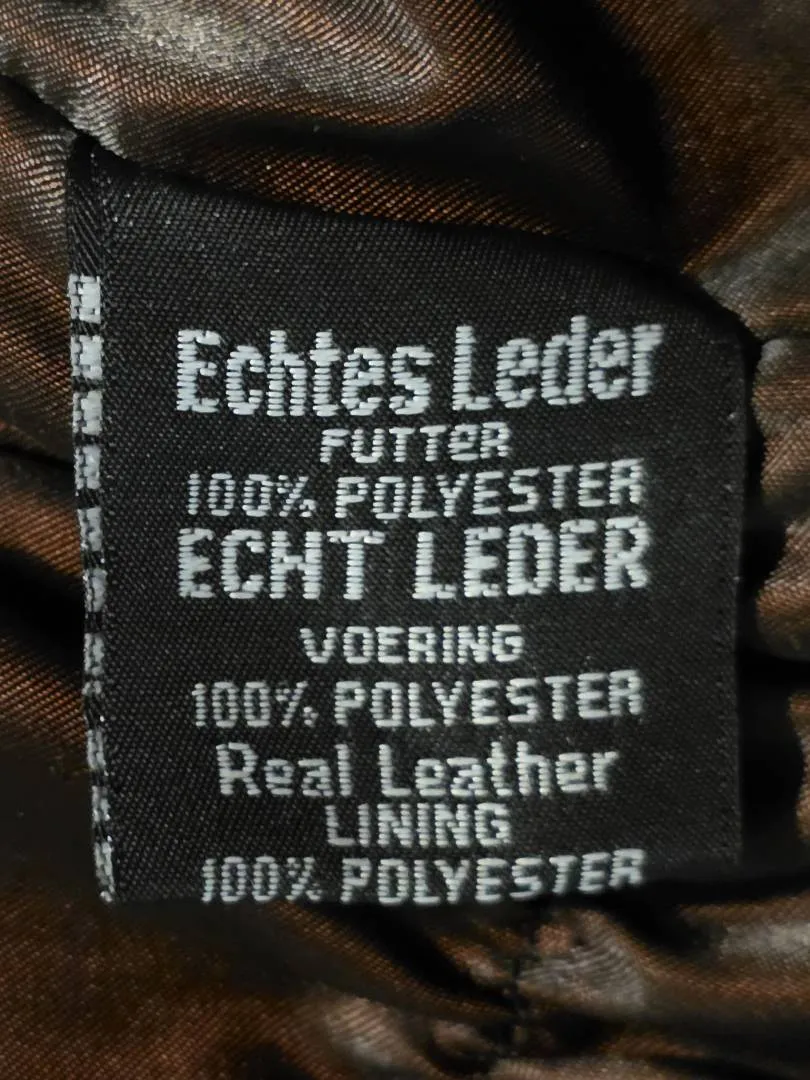 Echtes Leder
FUTTER
100% POLYESTER
ECHT LEDER
VOERING
100% POLYESTER
Real Leather
LINING
100% POLYESTER